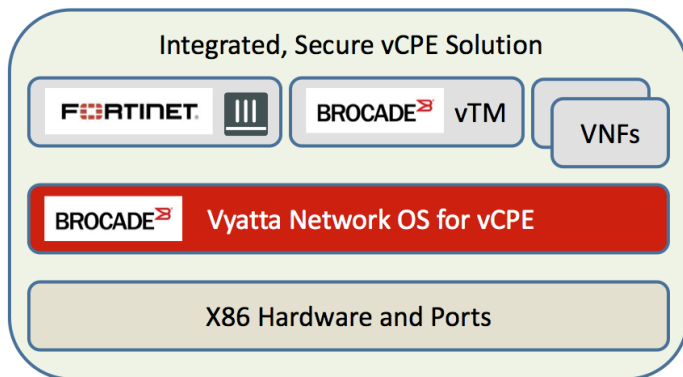 Integrated, Secure vCPE Solution
FORTINET.
BROCADE vTM
VNFs
BROCADE Vyatta Network OS for vCPE
X86 Hardware and Ports